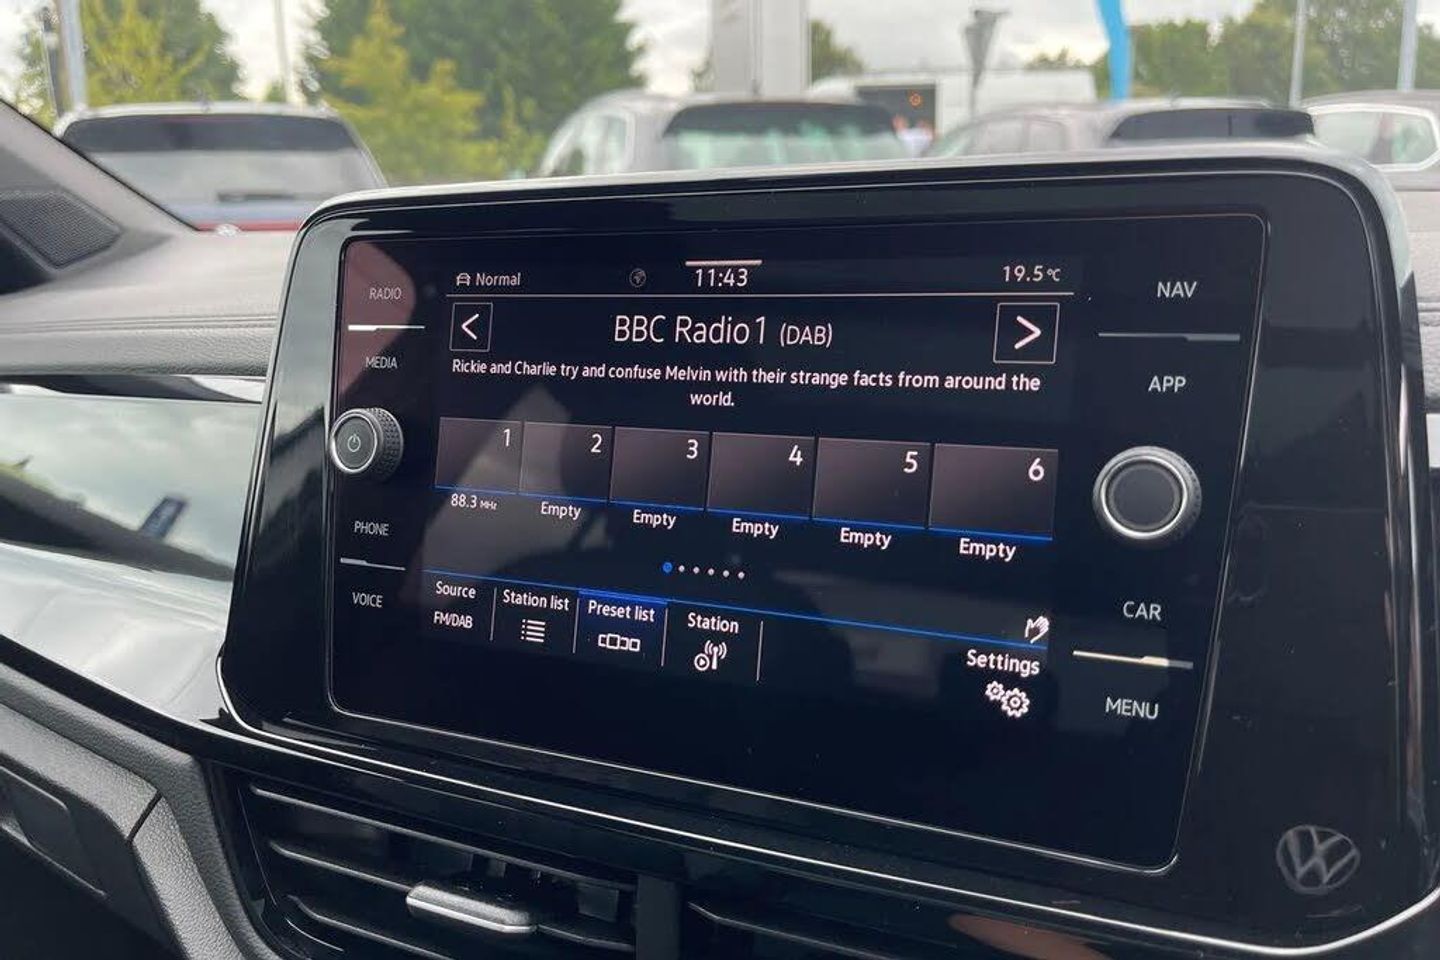 Normal 11:43 19.5°C
RADIO
MEDIA
PHONE
VOICE
BBC Radio1 (DAB)
Rickie and Charlie try and confuse Melvin with their strange facts from around the
world.
1 2 3 4 5 6
88.3 MHz Empty Empty Empty Empty Empty
Source Station list Preset list Station Settings
FM/DAB
NAV
APP
CAR
MENU